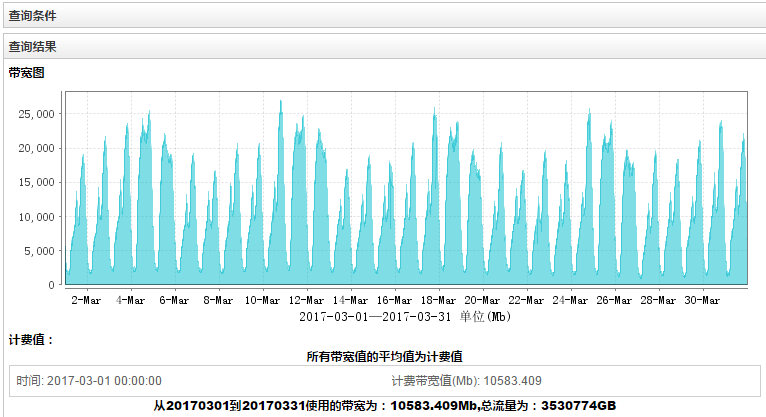 查询条件
查询结果
带宽图
25,000
20,000
15,000
10,000
5,000
0
2-Mar 4-Mar 6-Mar 8-Mar 10-Mar 12-Mar 14-Mar 16-Mar 18-Mar 20-Mar 22-Mar 24-Mar 26-Mar 28-Mar 30-Mar
2017-03-01—2017-03-31 单位(Mb)
计费值：
所有带宽值的平均值为计费值
时间: 2017-03-01 00:00:00 计费带宽值(Mb): 10583.409
从20170301到20170331使用的带宽为：10583.409Mb,总流量为：3530774GB